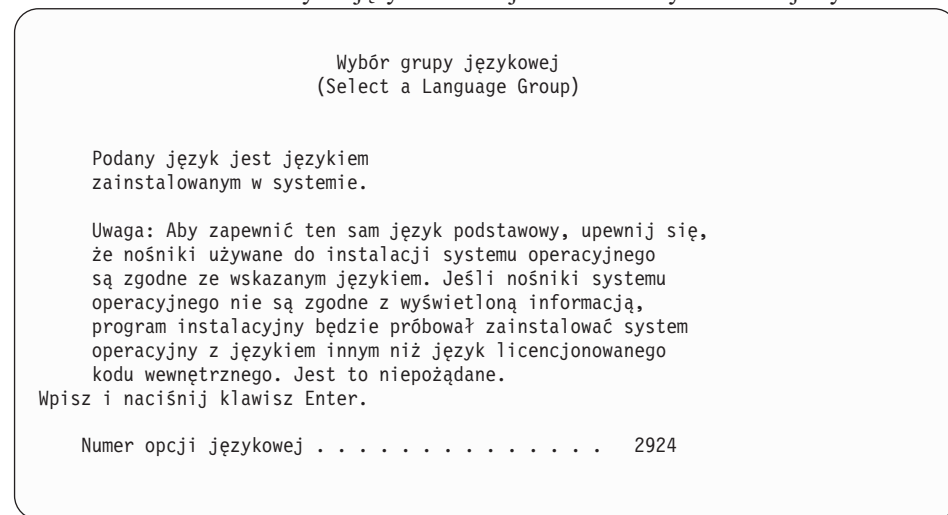 Wybór grupy językowej
(Select a Language Group)
Podany język jest językiem
zainstalowanym w systemie.
Uwaga: Aby zapewnić ten sam język podstawowy, upewnij się,
że nośniki używane do instalacji systemu operacyjnego
są zgodne ze wskazanym językiem. Jeśli nośniki systemu
operacyjnego nie są zgodne z wyświetloną informacją,
program instalacyjny będzie próbował zainstalować system
operacyjny z językiem innym niż język licencjonowanego
kodu wewnętrznego. Jest to niepożądane.
Wpisz i naciśnij klawisz Enter.
Numer opcji językowej . . . . . . . . . . . . . . 2924